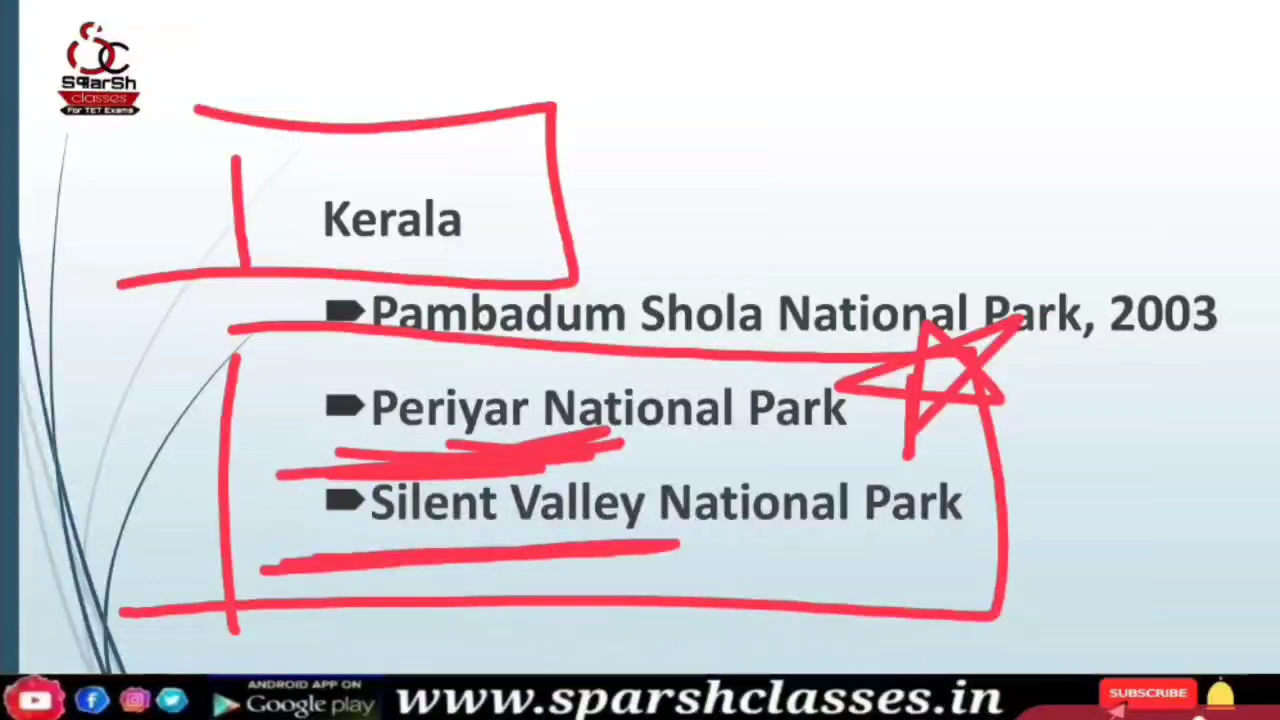 SparSh
classes
For TET Exams
Kerala
Pambadum Shola National Park, 2003
Periyar National Park
Silent Valley National Park
ANDROID APP ON
Google play
www.sparshclasses.in
SUBSCRIBE